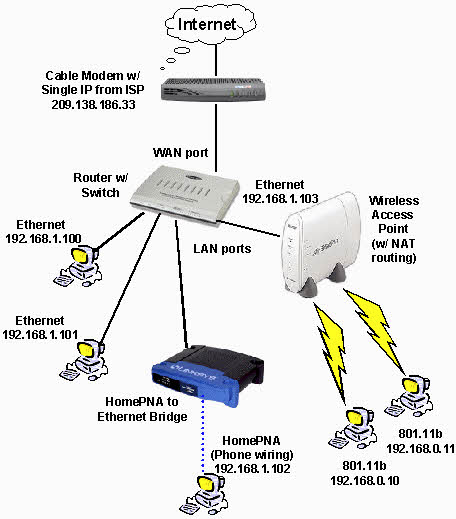 Internet
Cable Modem w/
Single IP from ISP
209.138.186.33
WAN port
Router w/
Switch
Ethernet
192.168.1.103
Wireless
Access
Point
(w/ NAT
routing)
Ethernet
192.168.1.100
LAN ports
Ethernet
192.168.1.101
LINKSYS
HomePNA to
Ethernet Bridge
HomePNA
(Phone wiring)
192.168.1.102
801.11b
192.168.0.11
801.11b
192.168.0.10